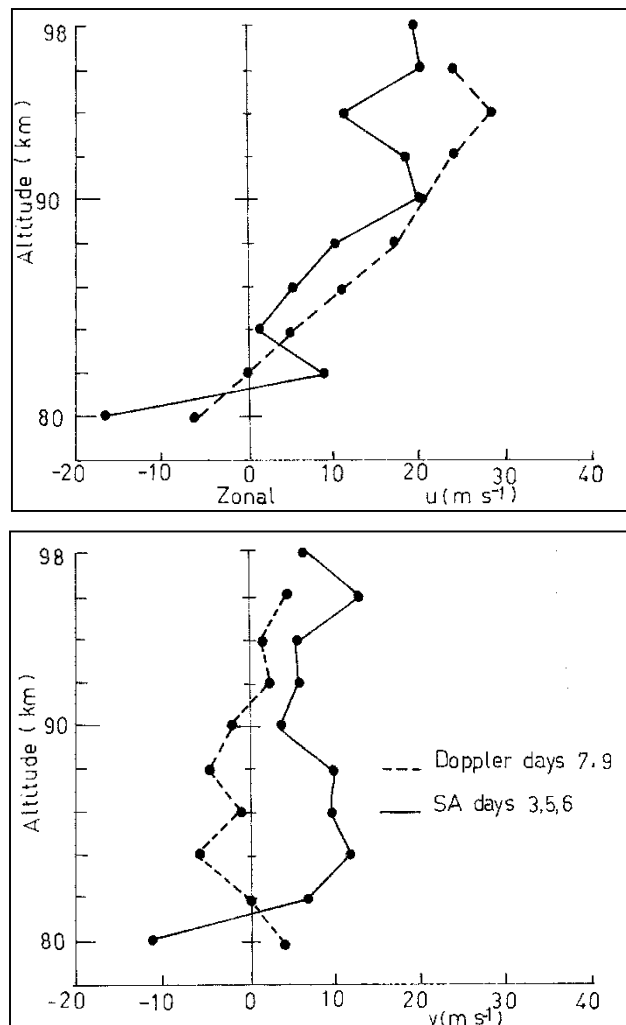 98
Altitude (km)
90
80
-20 -10 0 10 20 30 40
Zonal u(m s⁻¹)
98
Altitude (km)
90
Doppler days 7,9
SA days 3,5,6
80
-20 -10 0 10 20 30 40
v(m s⁻¹)